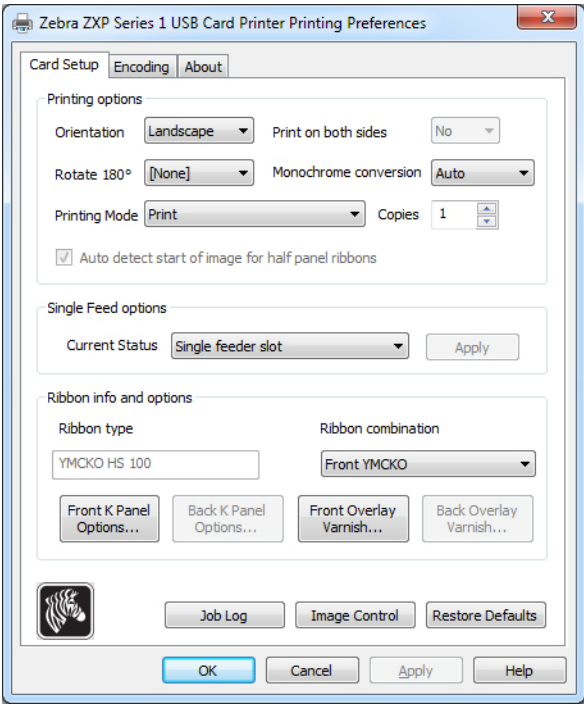 Zebra ZXP Series 1 USB Card Printer Printing Preferences
Card Setup Encoding About
Printing options
Orientation Landscape Print on both sides No
Rotate 180° [None] Monochrome conversion Auto
Printing Mode Print Copies 1
Auto detect start of image for half panel ribbons
Single Feed options
Current Status Single feeder slot Apply
Ribbon info and options
Ribbon type Ribbon combination
YMCKO HS 100 Front YMCKO
Front K Panel Back K Panel Front Overlay Back Overlay
Options... Options... Varnish... Varnish...
Job Log Image Control Restore Defaults
OK Cancel Apply Help